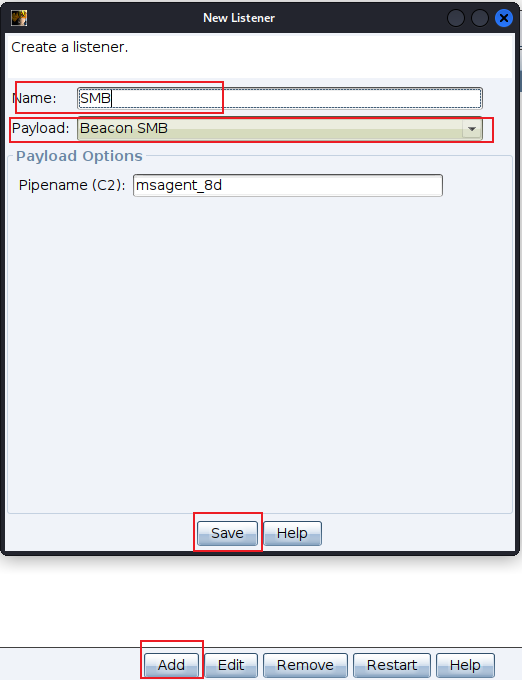 New Listener
Create a listener.
Name: SMB
Payload: Beacon SMB
Payload Options
Pipename (C2): msagent_8d
Save Help
Add Edit Remove Restart Help